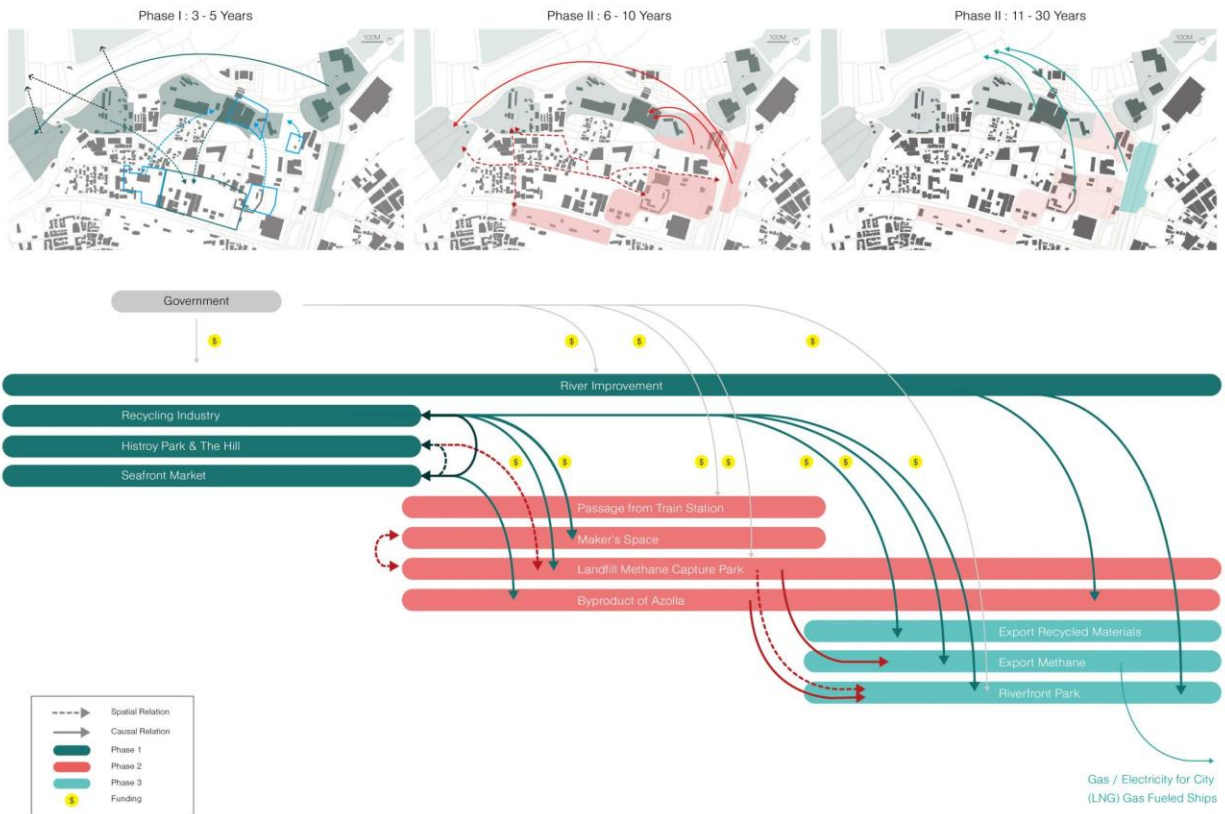 Phase I : 3 - 5 Years
Phase II : 6 - 10 Years
Phase II : 11 - 30 Years
100M
100M
100M
Government
$
$
$
$
River Improvement
Recycling Industry
Histroy Park & The Hill
Seafront Market
$
$
$
$
$
$
$
Passage from Train Station
Maker's Space
Landfill Methane Capture Park
Byproduct of Azolla
Export Recycled Materials
Export Methane
Riverfront Park
Spatial Relation
Causal Relation
Phase 1
Phase 2
Phase 3
$ Funding
Gas / Electricity for City
(LNG) Gas Fueled Ships